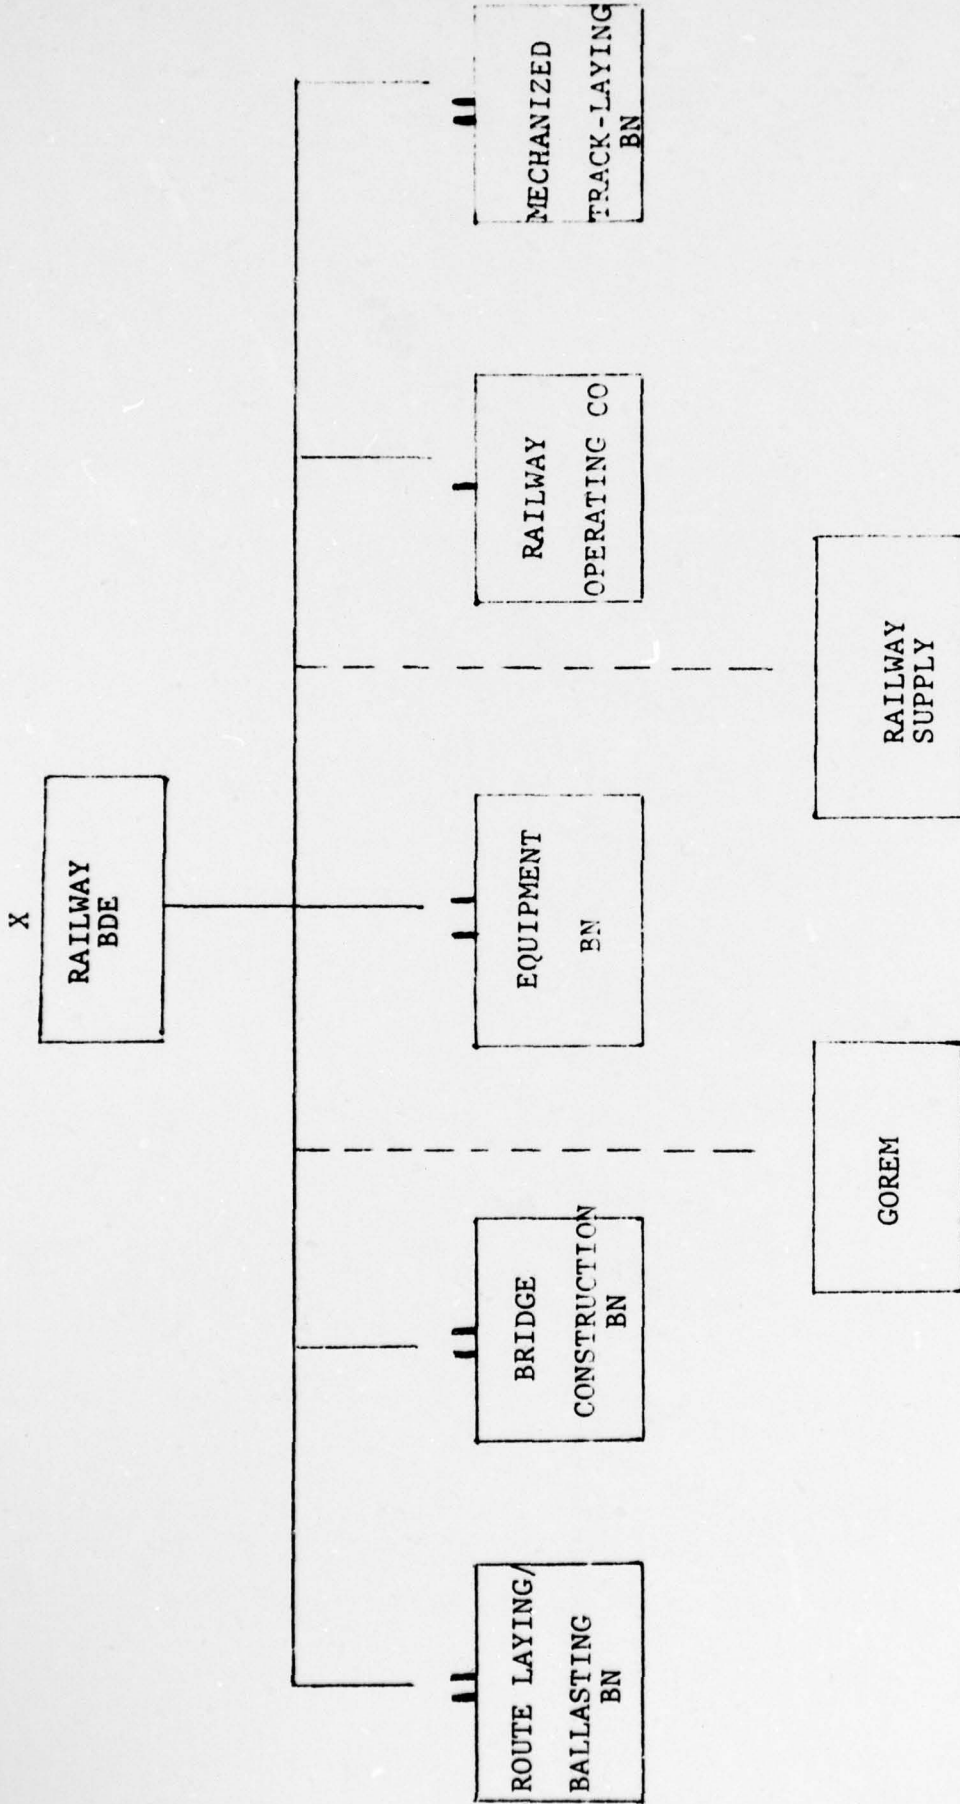 X
RAILWAY
BDE
ROUTE LAYING/
BALLASTING
BN
BRIDGE
CONSTRUCTION
BN
EQUIPMENT
BN
RAILWAY
OPERATING CO
MECHANIZED
TRACK-LAYING
BN
GOREM
RAILWAY
SUPPLY